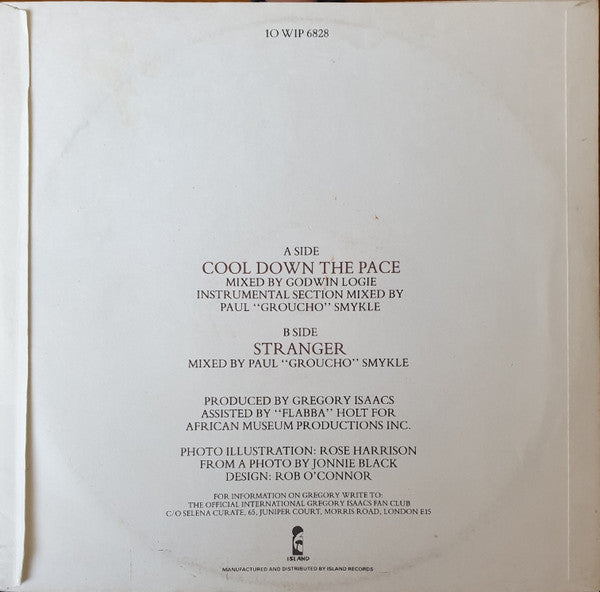 10 WIP 6828
A SIDE
COOL DOWN THE PACE
MIXED BY GODWIN LOGIE
INSTRUMENTAL SECTION MIXED BY
PAUL "GROUCHO" SMYKLE
B SIDE
STRANGER
MIXED BY PAUL "GROUCHO" SMYKLE
PRODUCED BY GREGORY ISAACS
ASSISTED BY "FLABBA" HOLT FOR
AFRICAN MUSEUM PRODUCTIONS INC.
PHOTO ILLUSTRATION: ROSE HARRISON
FROM A PHOTO BY JONNIE BLACK
DESIGN: ROB O'CONNOR
FOR INFORMATION ON GREGORY WRITE TO:
THE OFFICIAL INTERNATIONAL GREGORY ISAACS FAN CLUB
C/O SELENA CURATE, 65, JUNIPER COURT, MORRIS ROAD, LONDON E15
ISLAND
MANUFACTURED AND DISTRIBUTED BY ISLAND RECORDS